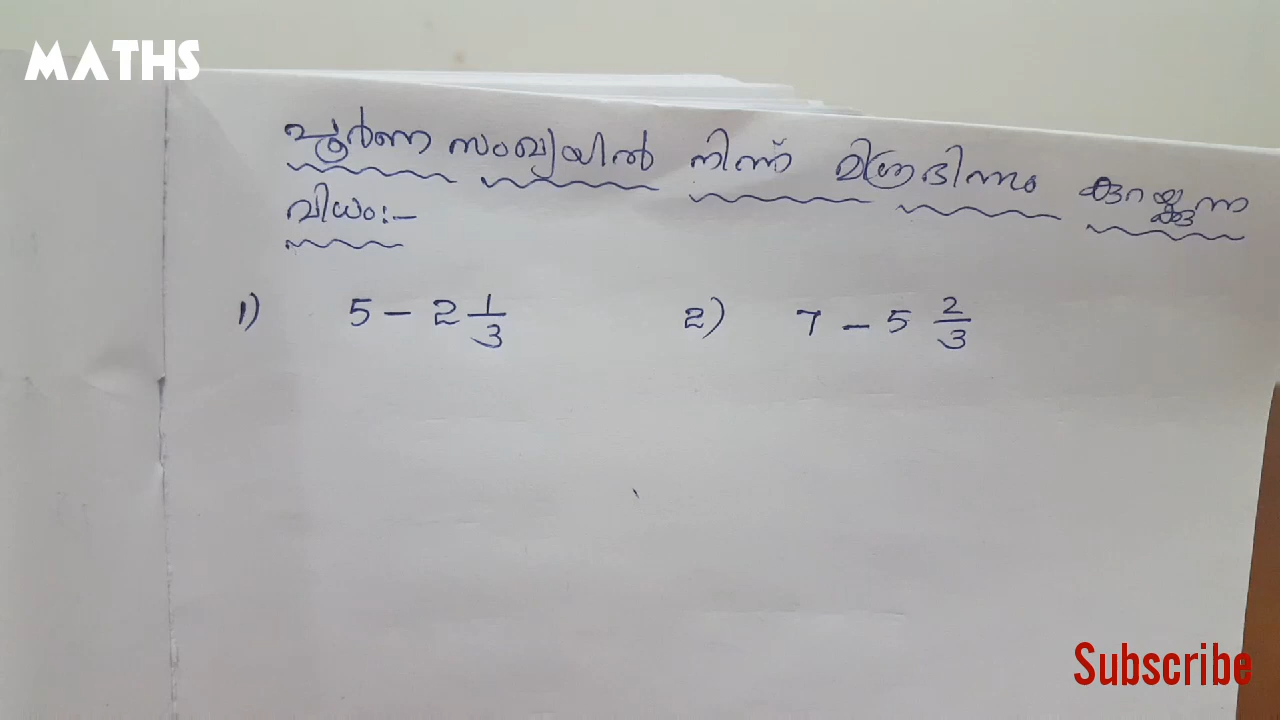 MATHS
പൂർണ സംഖ്യയിൽ നിന്ന് മിശ്രഭിന്നം കുറയ്ക്കുന്ന
വിധം:-
1) 5 - 2 1/3 2) 7 - 5 2/3
Subscribe